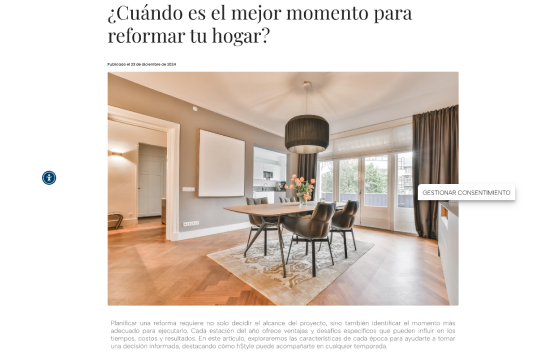 ¿Cuándo es el mejor momento para
reformar tu hogar?
Publicado el 23 de diciembre de 2024
GESTIONAR CONSENTIMIENTO
Planificar una reforma requiere no solo decidir el alcance del proyecto, sino también identificar el momento más
adecuado para ejecutarlo. Cada estación del año ofrece ventajas y desafíos específicos que pueden influir en los
tiempos, costos y resultados. En este artículo, exploraremos las características de cada época para ayudarte a tomar
una decisión informada, destacando cómo hStyle puede acompañarte en cualquier temporada.